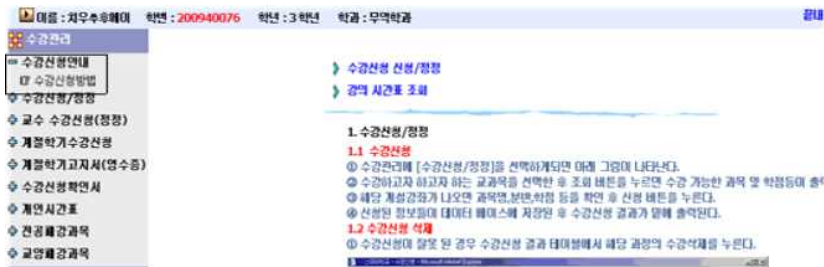 이름 : 치우추후헤이 학번 : 200940076 학년 : 3 학년 학과 : 무역학과
수강관리
수강신청안내
수강신청방법
수강신청/정정
교수 수강신청(정정)
계절학기수강신청
계절학기고지서(영수증)
수강신청확인서
개인시간표
전공폐강과목
교양폐강과목
수강신청 신청/정정
강의 시간표 조회
1. 수강신청/정정
1.1 수강신청
① 수강관리에 [수강신청/정정]을 선택하게되면 아래 그림이 나타난다.
② 수강하고자 하고자 하는 교과목을 선택한 후 조회 버튼을 누르면 수강 가능한 과목 및 학점등이 출
③ 해당 개설강좌가 나오면 과목명,분반,학점 등을 확인 후 신청 버튼을 누른다.
④ 신청된 정보들이 데이터 베이스에 저장된 후 수강신청 결과가 밑에 출력된다.
1.2 수강신청 삭제
① 수강신청이 잘못 된 경우 수강신청 결과 테이블에서 해당 과정의 수강삭제를 누른다.